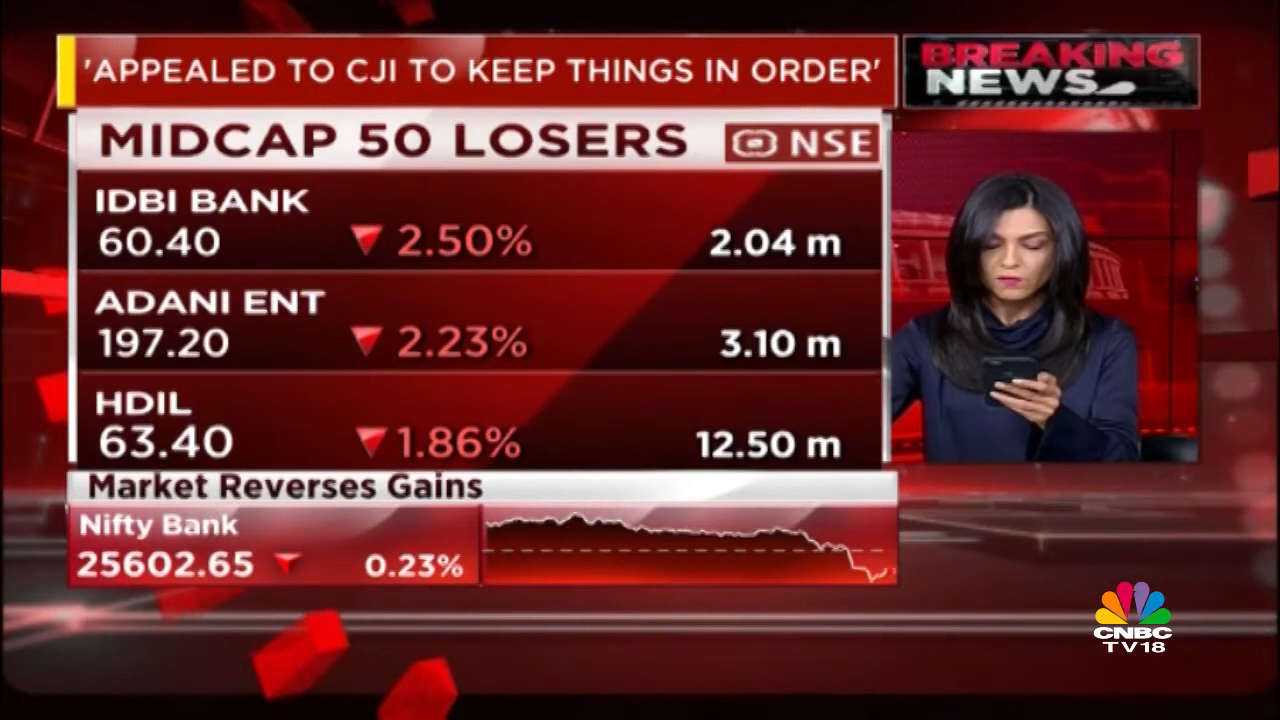 'APPEALED TO CJI TO KEEP THINGS IN ORDER'
BREAKING
NEWS
MIDCAP 50 LOSERS
NSE
IDBI BANK
60.40 2.50% 2.04 m
ADANI ENT
197.20 2.23% 3.10 m
HDIL
63.40 1.86% 12.50 m
Market Reverses Gains
Nifty Bank
25602.65 0.23%
CNBC
TV18